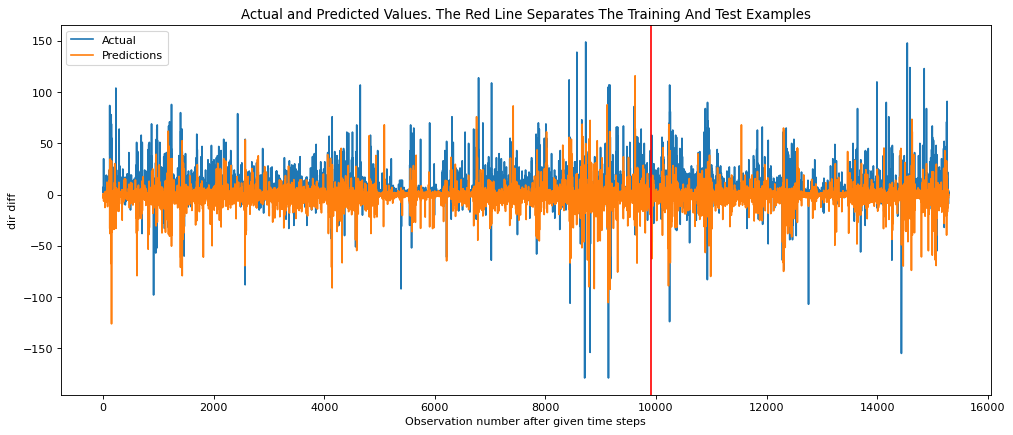 Actual and Predicted Values. The Red Line Separates The Training And Test Examples
Actual
Predictions
150
100
50
0
−50
−100
−150
dir diff
0 2000 4000 6000 8000 10000 12000 14000 16000
Observation number after given time steps